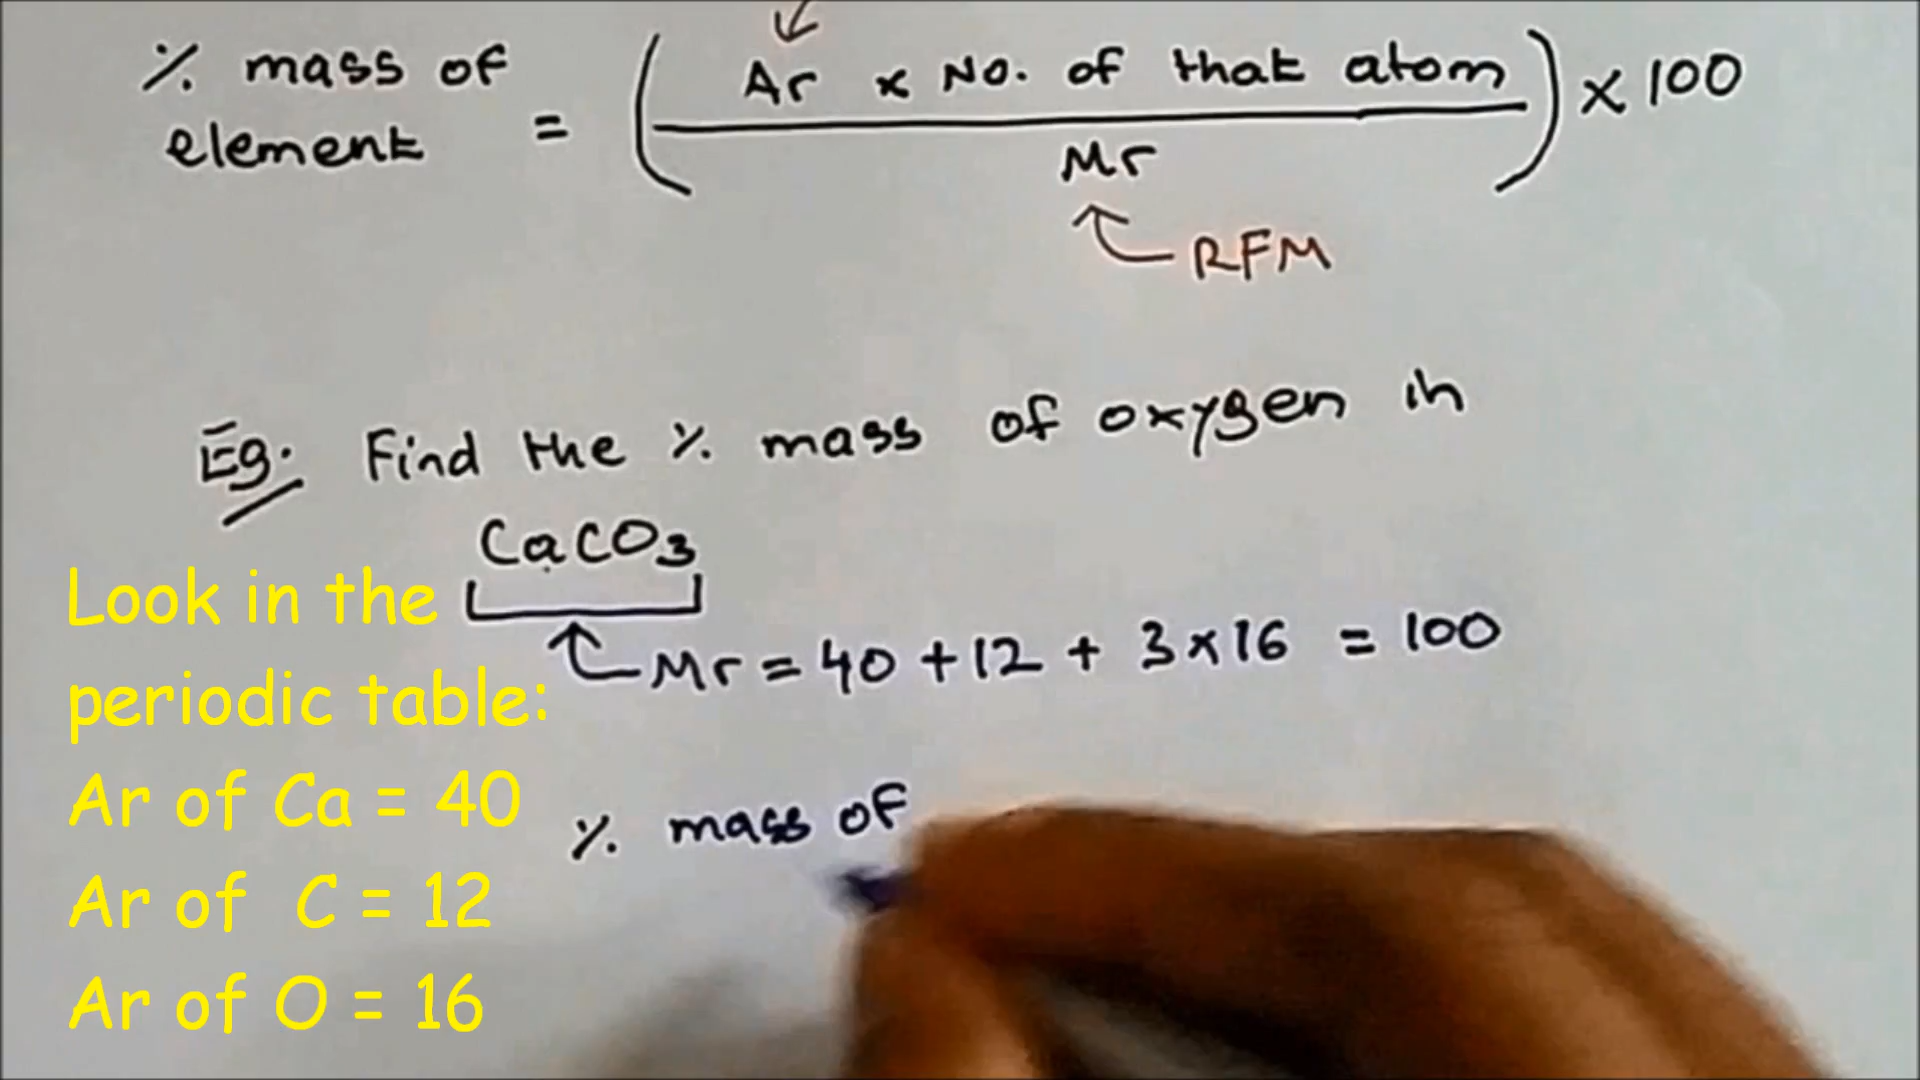 % mass of
element = ( Ar x No. of that atom / Mr ) x 100
RFM
Eg. Find the % mass of oxygen in
CaCO3
Mr = 40 + 12 + 3x16 = 100
% mass of
Look in the
periodic table:
Ar of Ca = 40
Ar of C = 12
Ar of O = 16